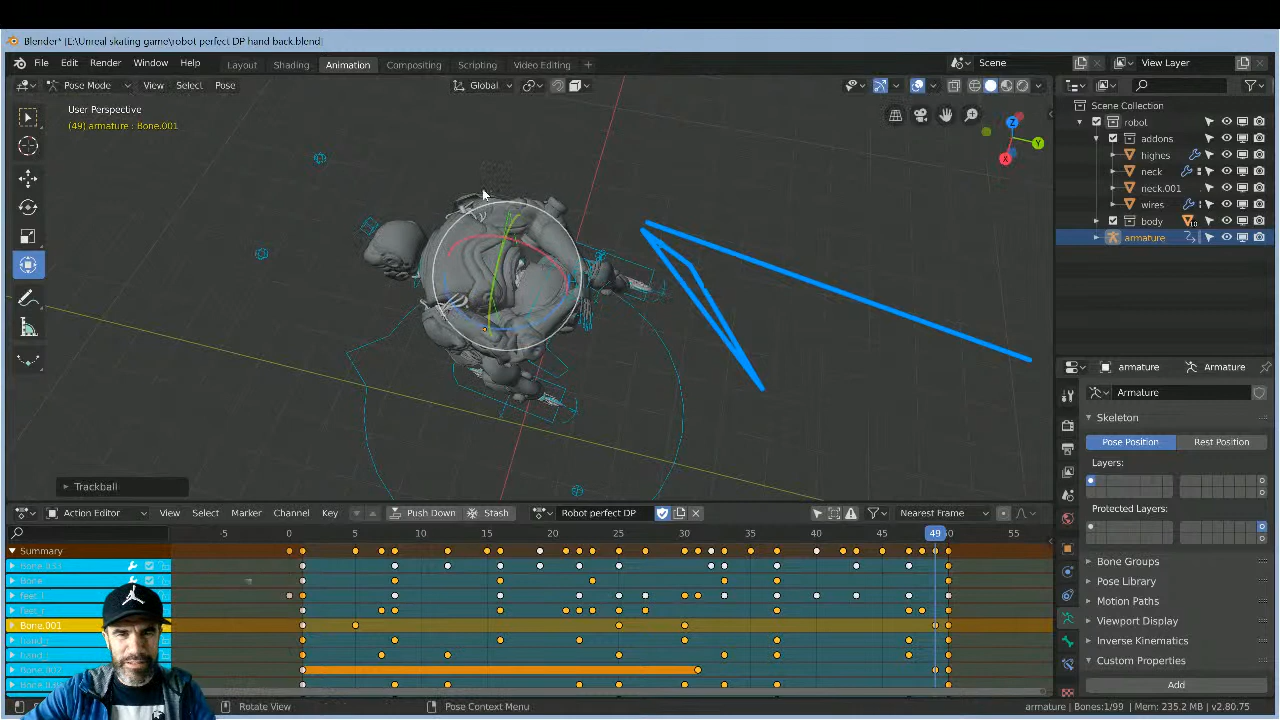 Blender* [E:\Unreal skating game\robot perfect DP hand back.blend]
File Edit Render Window Help Layout Shading Animation Compositing Scripting Video Editing + Scene View Layer
Pose Mode View Select Pose Global
User Perspective
(49) armature : Bone.001
Z
Y
X
Scene Collection
robot
addons
highes
neck
neck.001
wires
body
10
armature
armature Armature
Armature
Skeleton
Pose Position Rest Position
Layers:
Protected Layers:
Bone Groups
Pose Library
Motion Paths
Viewport Display
Inverse Kinematics
Custom Properties
Add
Trackball
Action Editor View Select Marker Channel Key Push Down Stash Robot perfect DP Nearest Frame
-5 0 5 10 15 20 25 30 35 40 45 49 50 55
Summary
Bone
Bone.001
Rotate View Pose Context Menu armature | Bones:1/99 | Mem: 235.2 MB | v2.80.75